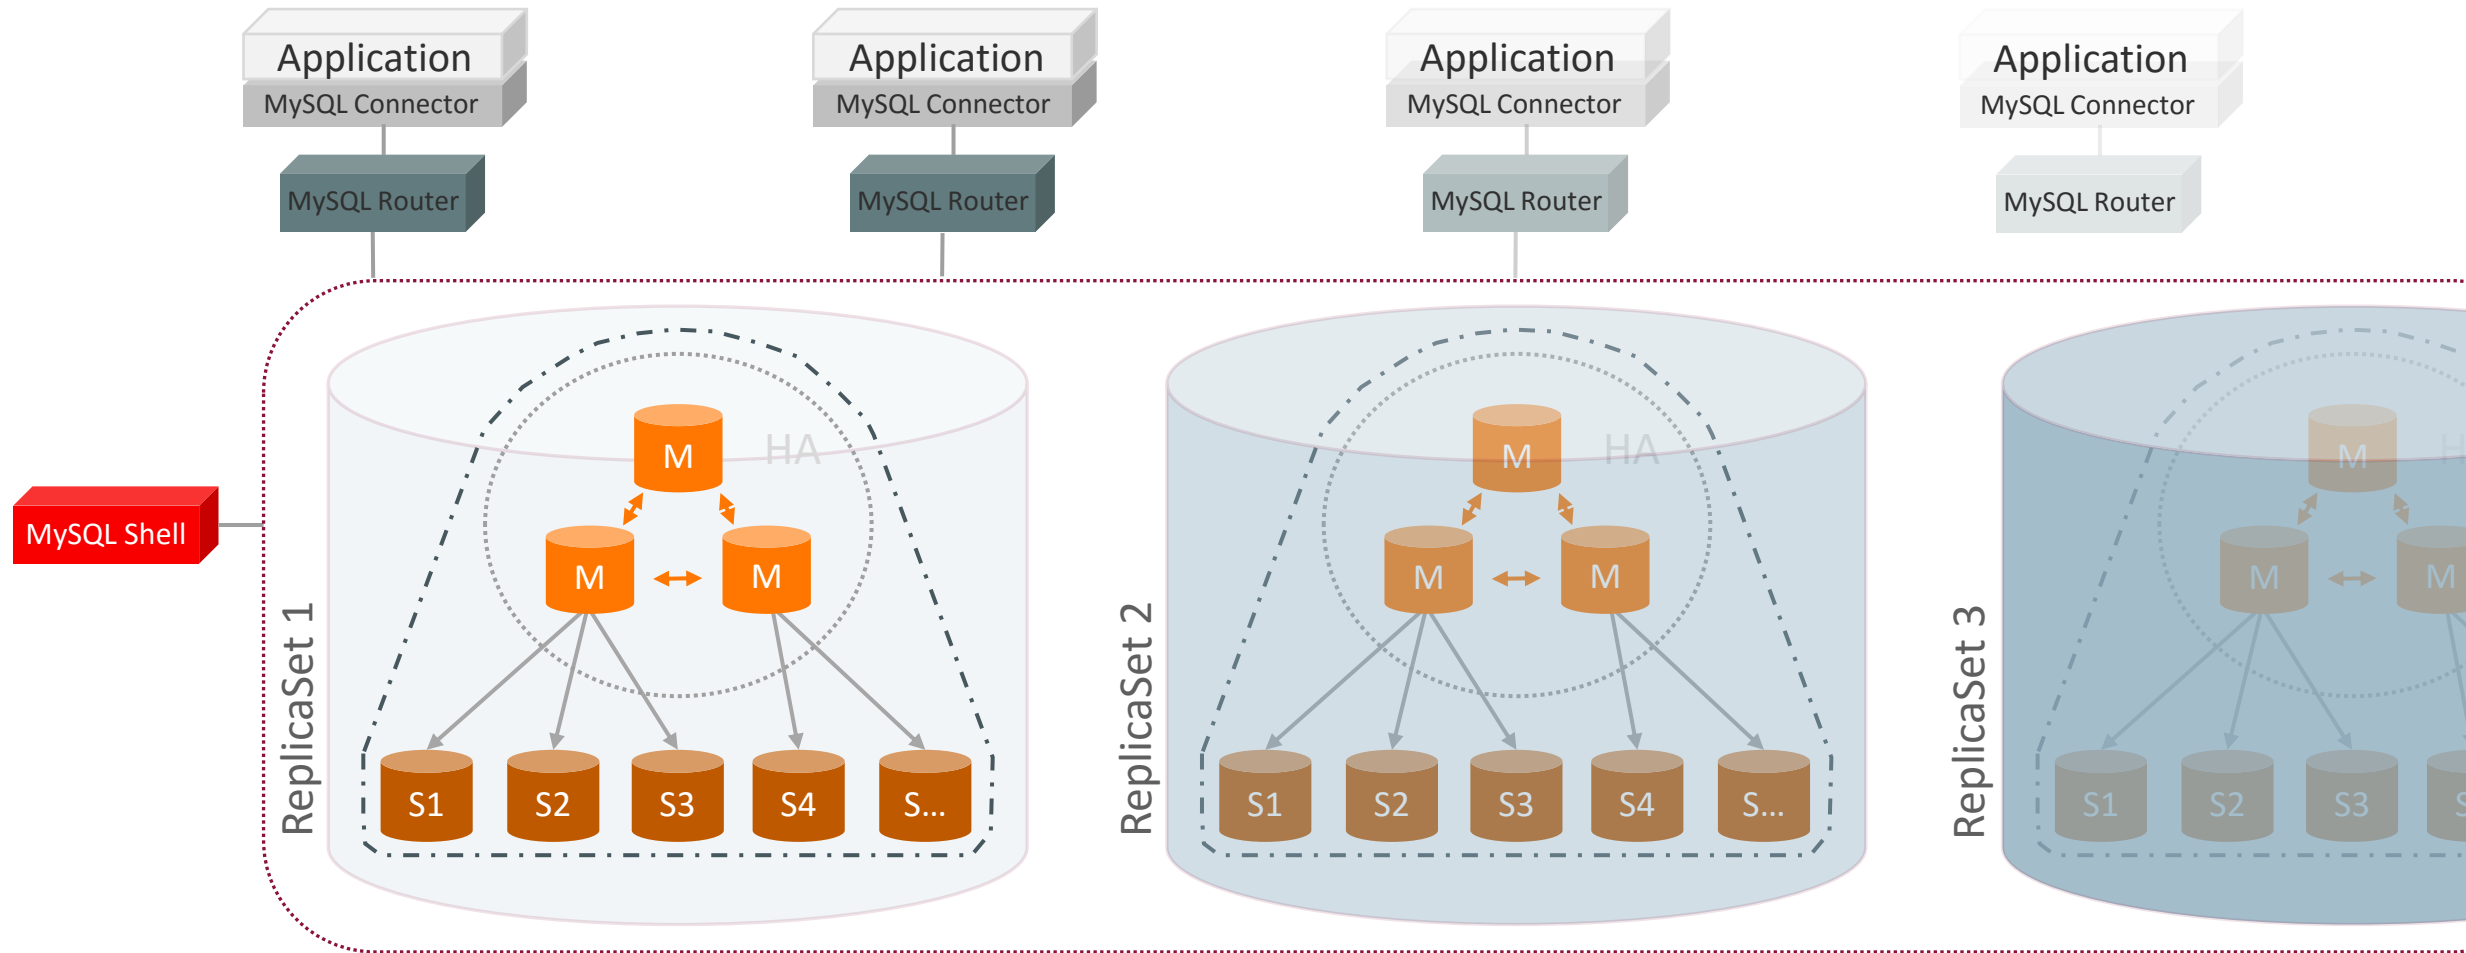 Application
MySQL Connector
MySQL Router
Application
MySQL Connector
MySQL Router
Application
MySQL Connector
MySQL Router
Application
MySQL Connector
MySQL Router
MySQL Shell
ReplicaSet 1
HA
M
M
M
S1
S2
S3
S4
S...
ReplicaSet 2
HA
M
M
M
S1
S2
S3
S4
S...
ReplicaSet 3
M
M
M
S1
S2
S3